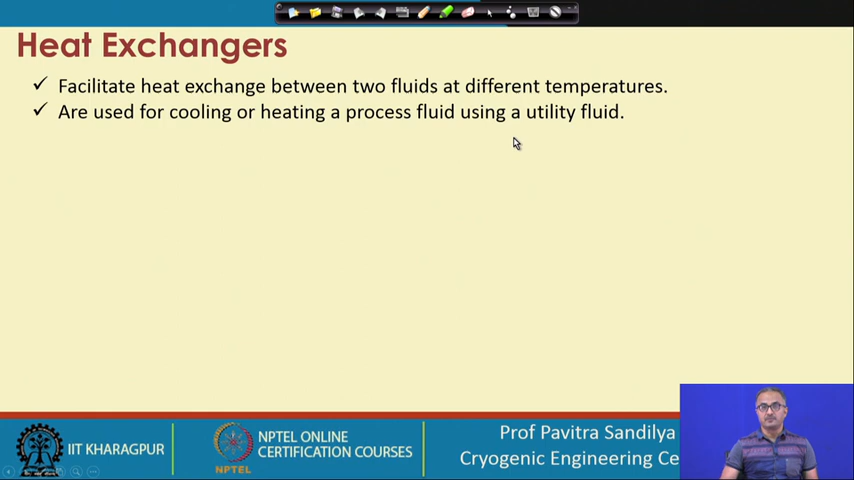 Heat Exchangers
✓ Facilitate heat exchange between two fluids at different temperatures.
✓ Are used for cooling or heating a process fluid using a utility fluid.
IIT KHARAGPUR
NPTEL
NPTEL ONLINE
CERTIFICATION COURSES
Prof Pavitra Sandilya
Cryogenic Engineering Ce